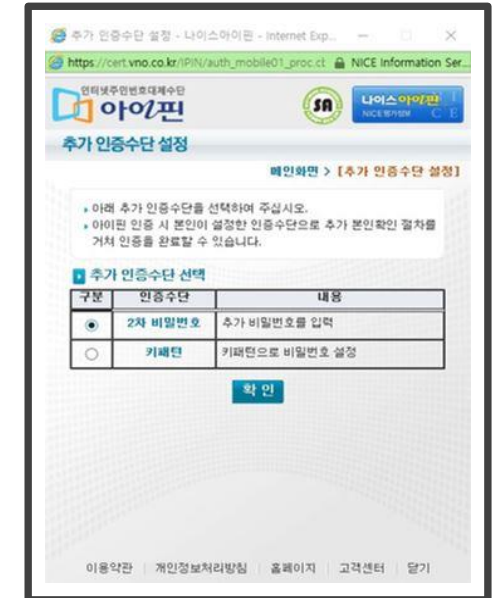 추가 인증수단 설정 - 나이스아이핀 - Internet Exp...
https://cert.vno.co.kr/IPIN/auth_mobile01_proc.cb NICE Information Ser...
인터넷주민번호대체수단
아이핀
SA
나이스아이핀
NICE평가정보
추가 인증수단 설정
메인화면 > [추가 인증수단 설정]
아래 추가 인증수단을 선택하여 주십시오.
아이핀 인증 시 본인이 설정한 인증수단으로 추가 본인확인 절차를
거쳐 인증을 완료할 수 있습니다.
추가 인증수단 선택
구분 인증수단 내용
2차 비밀번호 추가 비밀번호를 입력
키패턴 키패턴으로 비밀번호 설정
확인
이용약관 개인정보처리방침 홈페이지 고객센터 닫기